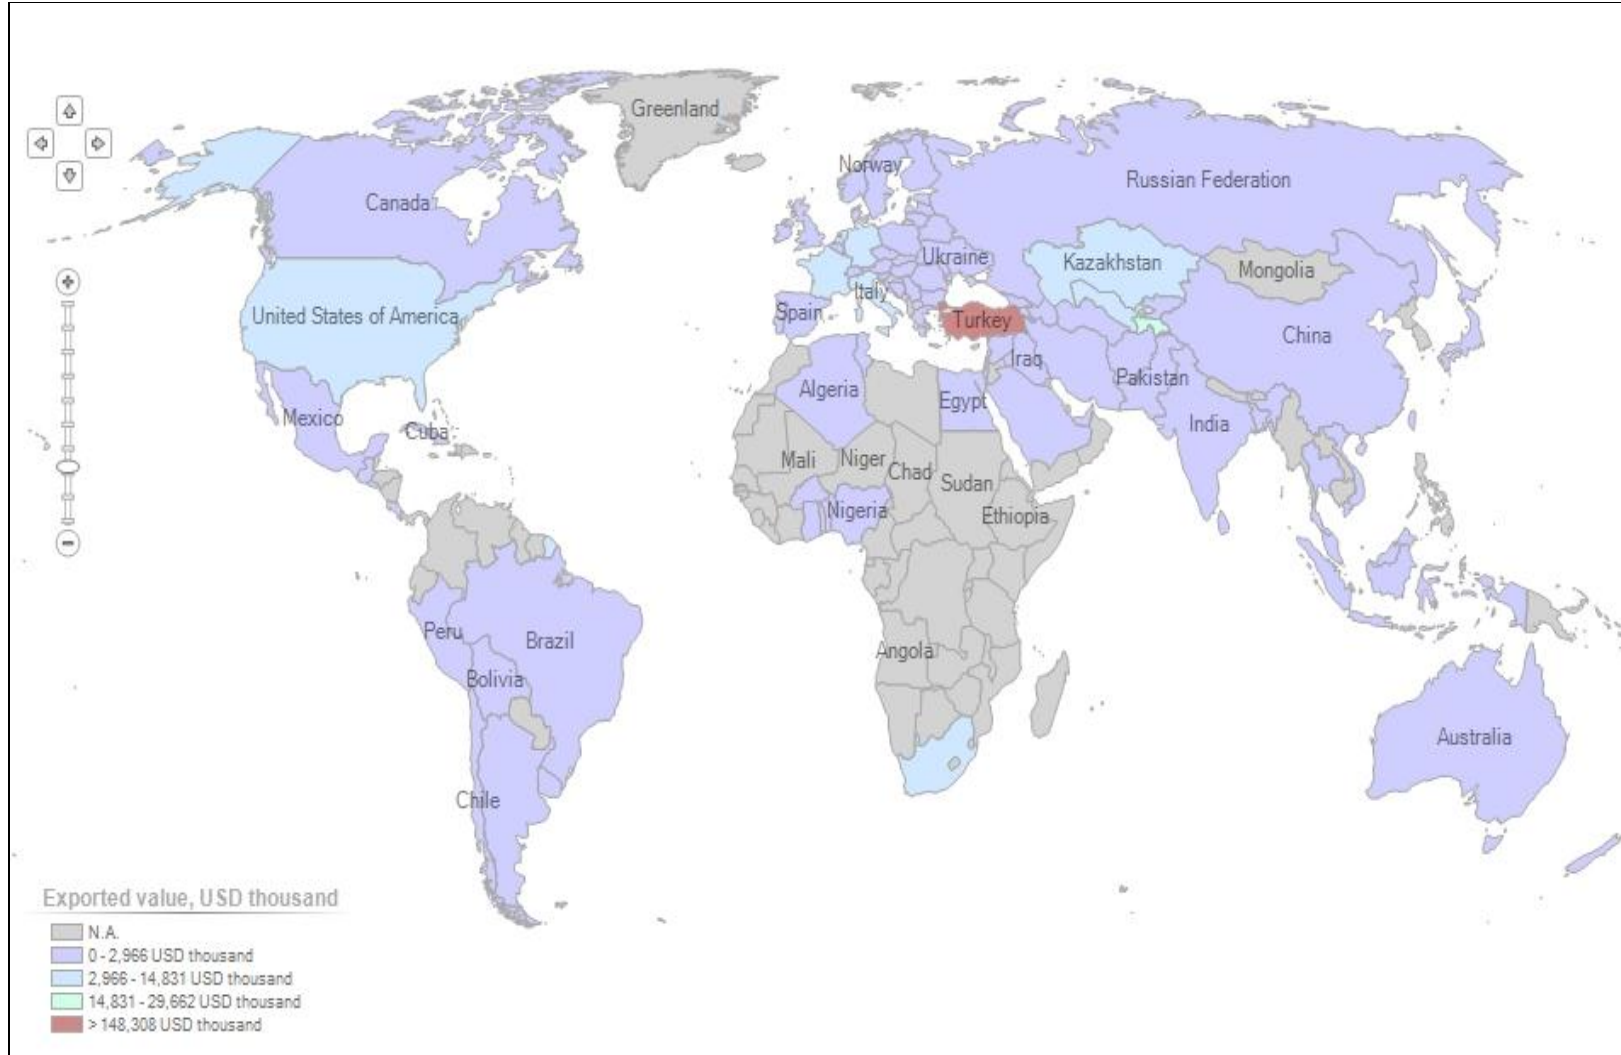 Greenland
Norway
Russian Federation
Canada
Ukraine
Kazakhstan
Mongolia
Italy
United States of America
Spain
Turkey
China
Iraq
Pakistan
Algeria
Egypt
Mexico
Cuba
India
Mali
Niger
Chad
Sudan
Nigeria
Ethiopia
Peru
Brazil
Angola
Bolivia
Australia
Chile
Exported value, USD thousand
N.A.
0 - 2,966 USD thousand
2,966 - 14,831 USD thousand
14,831 - 29,662 USD thousand
> 148,308 USD thousand